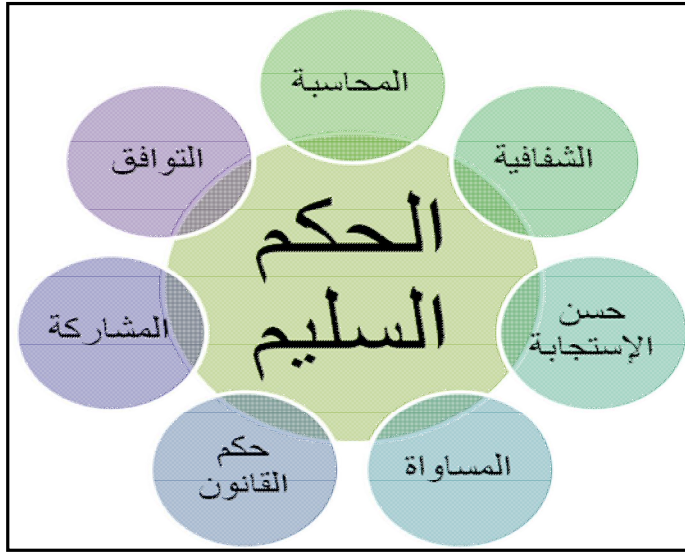 المحاسبة
الشفافية
حسن
الإستجابة
المساواة
حكم
القانون
المشاركة
التوافق
الحكم
السليم